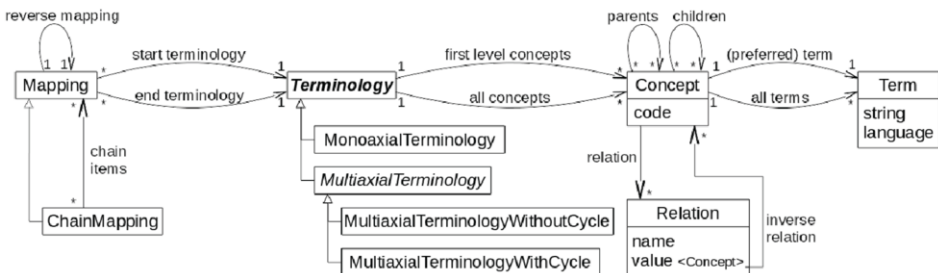 reverse mapping
1 1
Mapping
* start terminology 1
* end terminology 1
Terminology
1 first level concepts *
1 all concepts *
parents children
* * * *
Concept
code
1 (preferred) term 1
1 all terms *
Term
string
language
chain
items
*
*
ChainMapping
MonoaxialTerminology
MultiaxialTerminology
MultiaxialTerminologyWithoutCycle
MultiaxialTerminologyWithCycle
relation
*
*
Relation
name
value <Concept>
inverse
relation